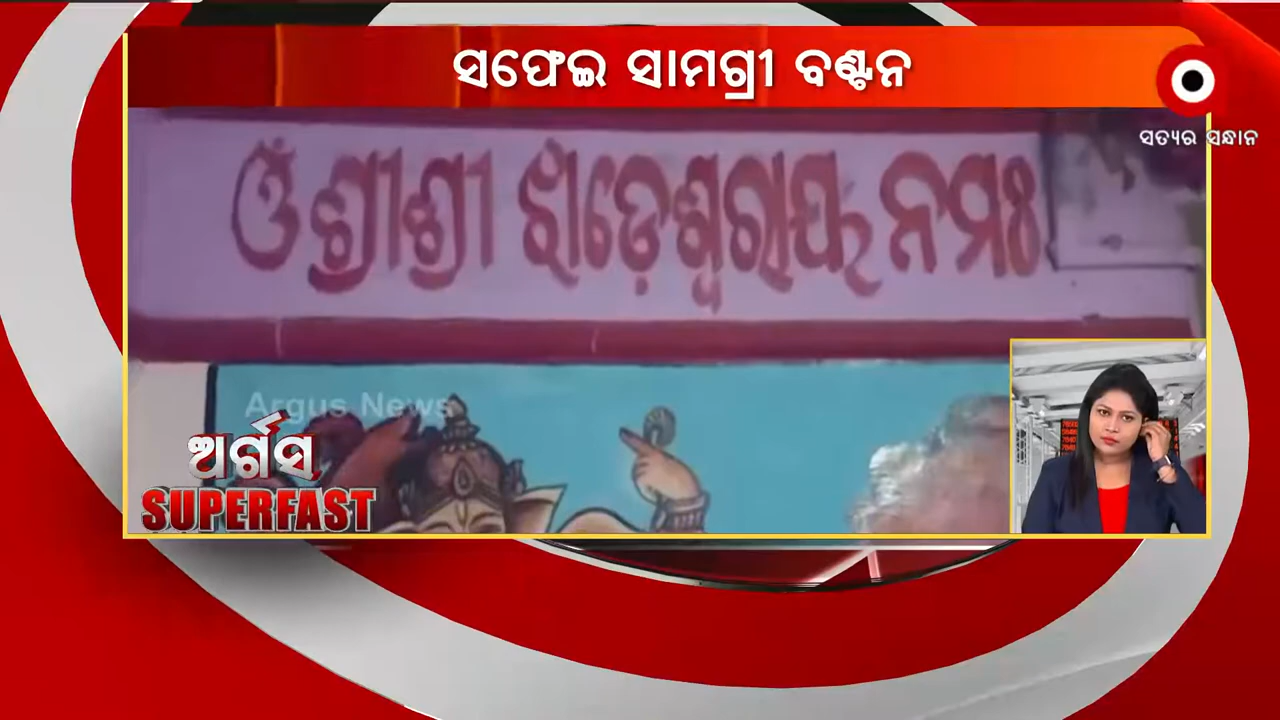 ସଫେଇ ସାମଗ୍ରୀ ବଣ୍ଟନ
ସତ୍ୟର ସନ୍ଧାନ
ଓଁ ଶ୍ରୀଶ୍ରୀ ଝାଡ଼େଶ୍ୱରାୟ ନମଃ
Argus News
ଅର୍ଗସ
SUPERFAST